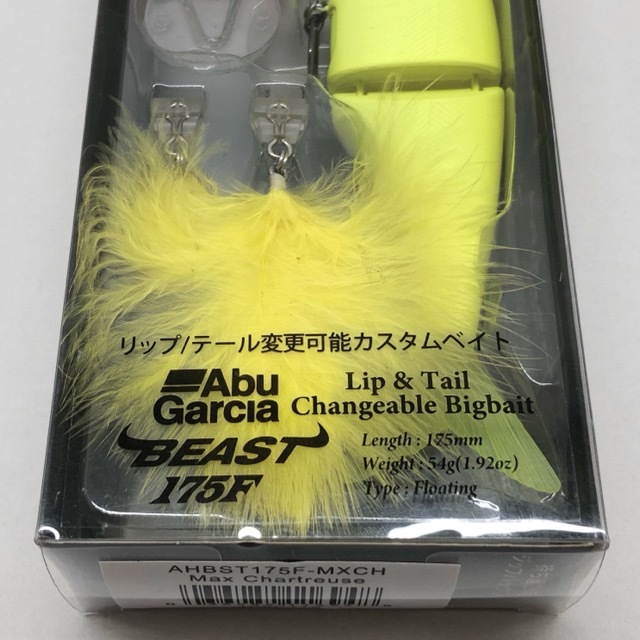 リップ/テール変更可能カスタムベイト
Abu Garcia
Lip & Tail
Changeable Bigbait
BEAST
175F
Length : 175mm
Weight : 54g(1.92oz)
Type : Floating
AHBST175F-MXCH
Max Chartreuse